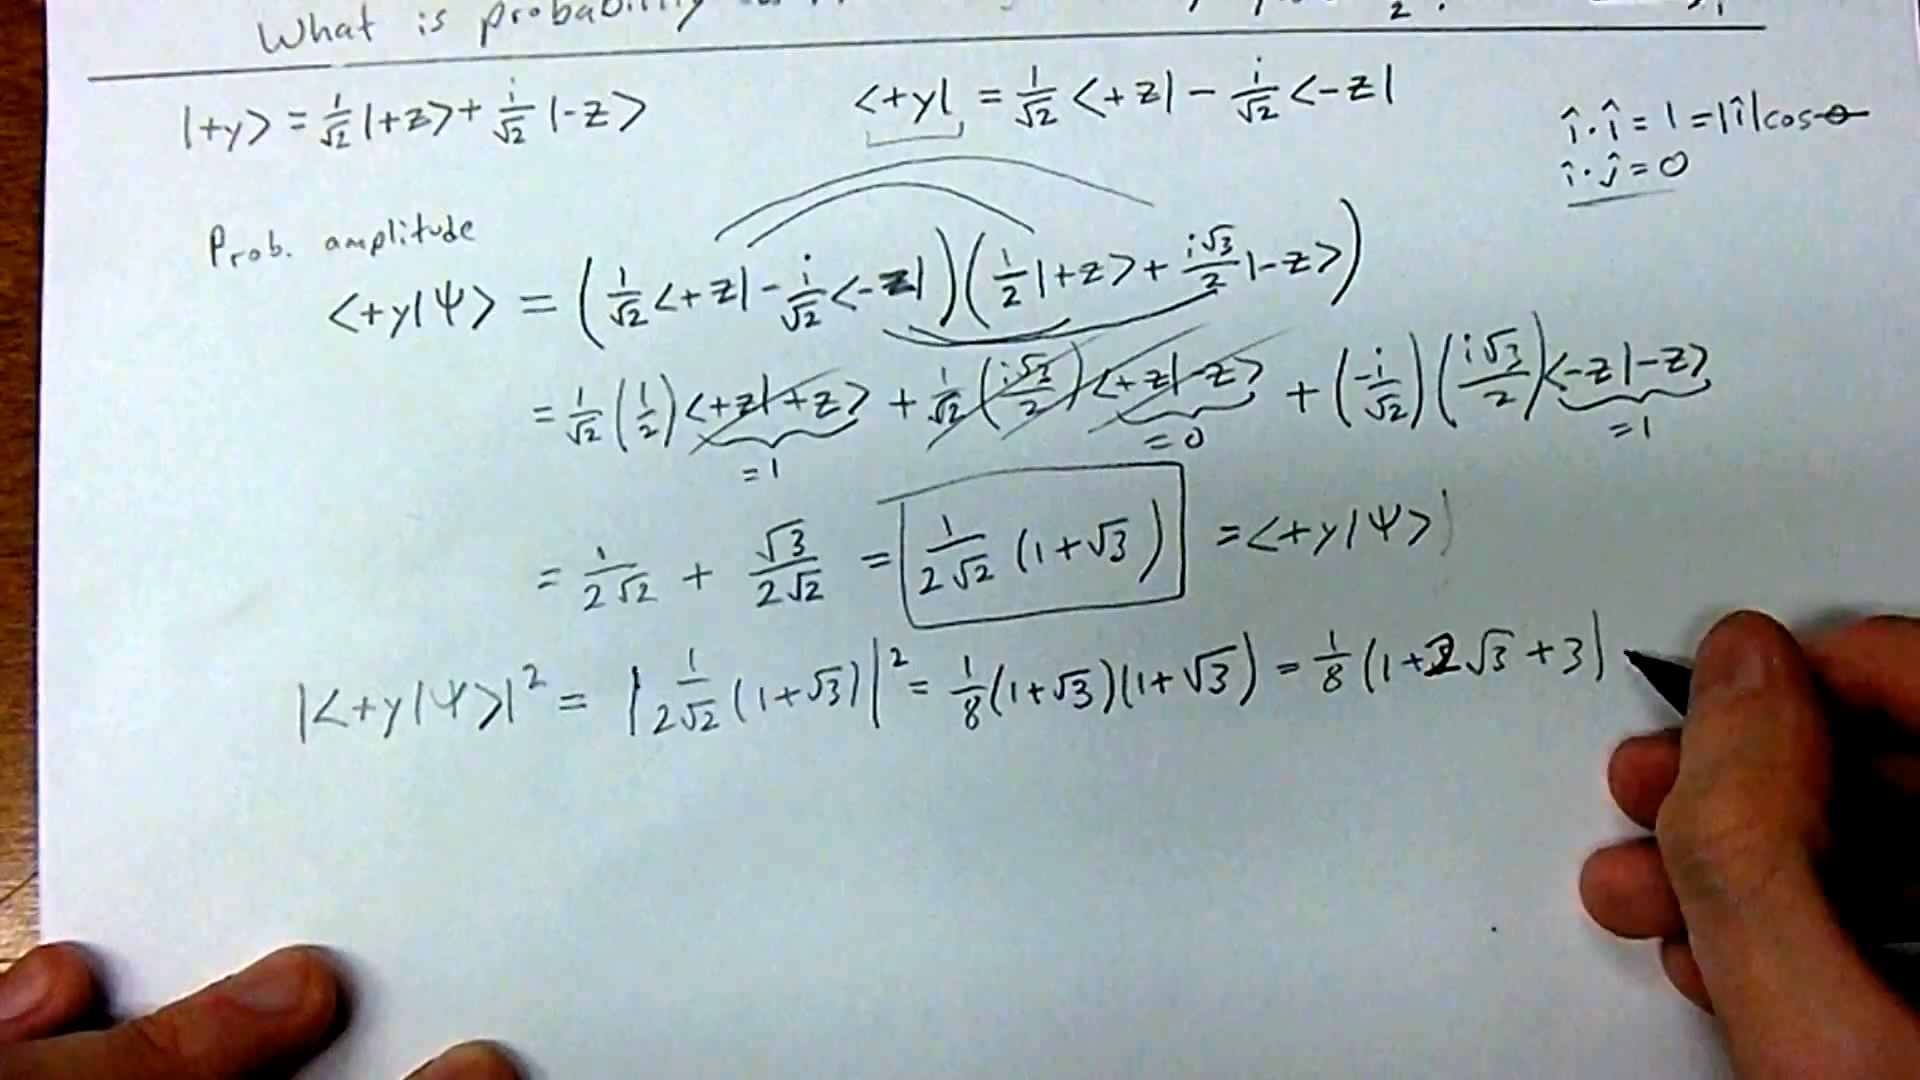 What is probability
|+y> = 1/√2 |+z> + i/√2 |-z>
<+y| = 1/√2 <+z| - i/√2 <-z|
î·î = 1 = |î|cosθ
î·ĵ = 0
Prob. amplitude
<+y|Ψ> = (1/√2 <+z| - i/√2 <-z|)(1/2 |+z> + i√3/2 |-z>)
= 1/√2 (1/2) <+z|+z> + 1/√2 (i√3/2) <+z|-z> + (-i/√2)(i√3/2) <-z|-z>
=1 =0 =1
= 1/2√2 + √3/2√2 = 1/2√2 (1+√3) = <+y|Ψ>
|<+y|Ψ>|² = |1/2√2 (1+√3)|² = 1/8 (1+√3)(1+√3) = 1/8 (1+2√3+3)